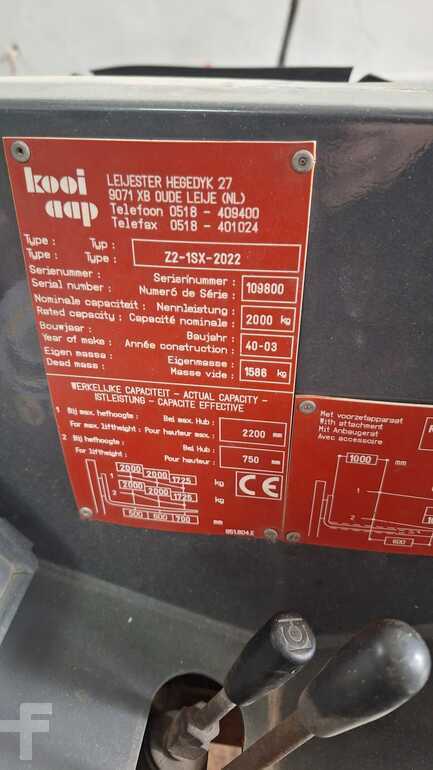 kooi
aap
LEIJESTER HEGEDYK 27
9071 XB OUDE LEIJE (NL)
Telefoon 0518 - 409400
Telefax 0518 - 401024
Type : Typ :
Type : Type : Z2-1SX-2022
Serienummer : Serien\nummer :
Serial number : Numeró de Série : 109800
Nominale capaciteit : Nennleistung :
Rated capacity : Capacité nominale : 2000 kg
Bouwjaar : Baujahr :
Year of make : Année construction : 40-03
Eigen massa : Eigenmasse :
Dead mass : Masse vide : 1586 kg
WERKELIJKE CAPACITEIT - ACTUAL CAPACITY -
ISTLEISTUNG - CAPACITE EFFECTIVE
1 Bij max. hefhoogte : Bei max. Hub :
For max. liftheight : Pour hauteur max. : 2200 mm
2 Bij hefhoogte : Bei Hub :
For liftheight : Pour hauteur : 750 mm
1 2000 2000 1725 kg
2 2000 2000 1725 kg
500 600 700 mm
CE
851.804.E
Met voorzetapparaat
With attachment
Mit Anbaugerat
Avec accessoire
1000 mm
600
F